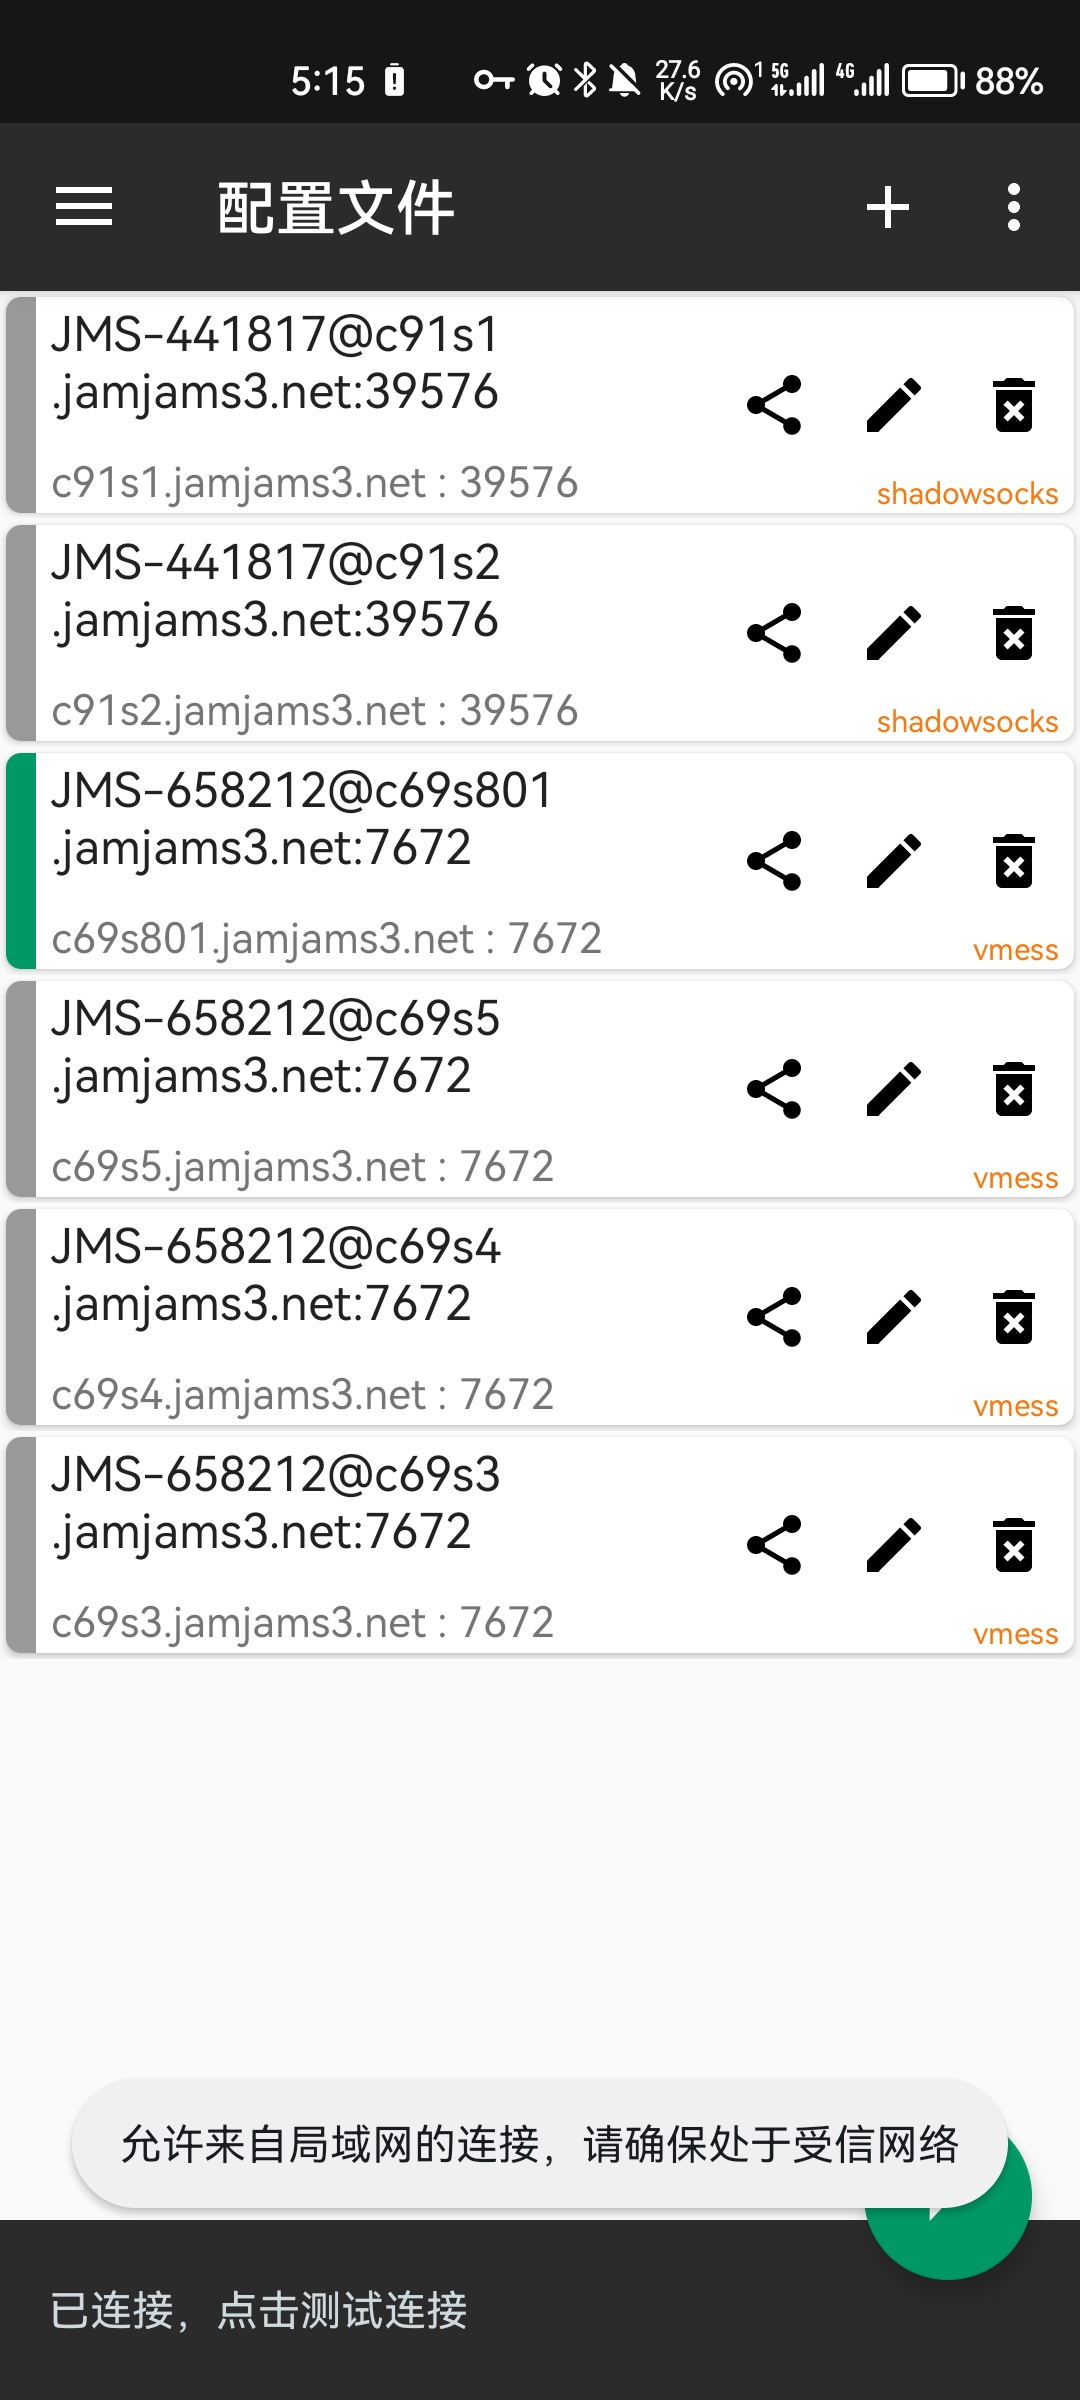 5:15
27.6
K/s
1
5G
4G
88%
配置文件
JMS-441817@c91s1
.jamjams3.net:39576
c91s1.jamjams3.net : 39576
shadowsocks
JMS-441817@c91s2
.jamjams3.net:39576
c91s2.jamjams3.net : 39576
shadowsocks
JMS-658212@c69s801
.jamjams3.net:7672
c69s801.jamjams3.net : 7672
vmess
JMS-658212@c69s5
.jamjams3.net:7672
c69s5.jamjams3.net : 7672
vmess
JMS-658212@c69s4
.jamjams3.net:7672
c69s4.jamjams3.net : 7672
vmess
JMS-658212@c69s3
.jamjams3.net:7672
c69s3.jamjams3.net : 7672
vmess
允许来自局域网的连接，请确保处于受信网络
已连接，点击测试连接